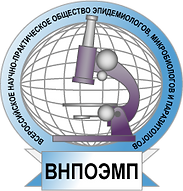 ВСЕРОССИЙСКОЕ НАУЧНО-ПРАКТИЧЕСКОЕ ОБЩЕСТВО ЭПИДЕМИОЛОГОВ, МИКРОБИОЛОГОВ И ПАРАЗИТОЛОГОВ
ВНПОЭМП